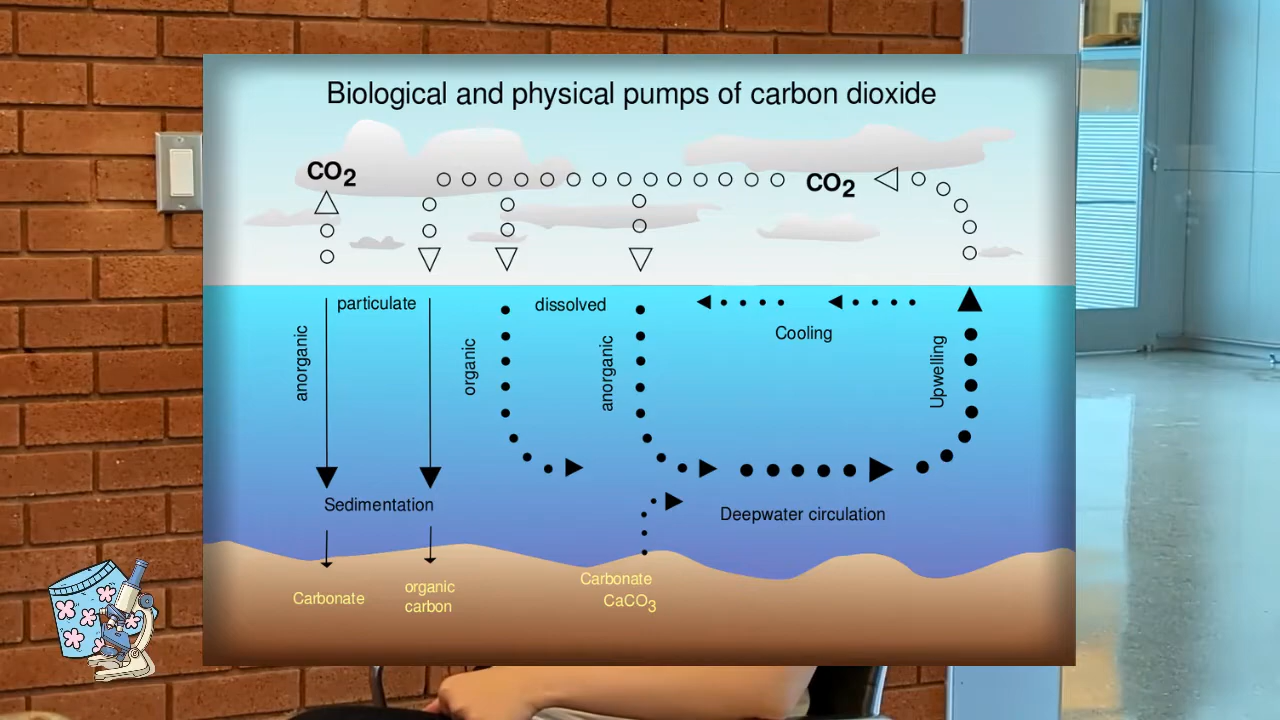 Biological and physical pumps of carbon dioxide
CO2
CO2
particulate
dissolved
Cooling
anorganic
organic
anorganic
Upwelling
Sedimentation
Deepwater circulation
Carbonate
organic
carbon
Carbonate
CaCO3